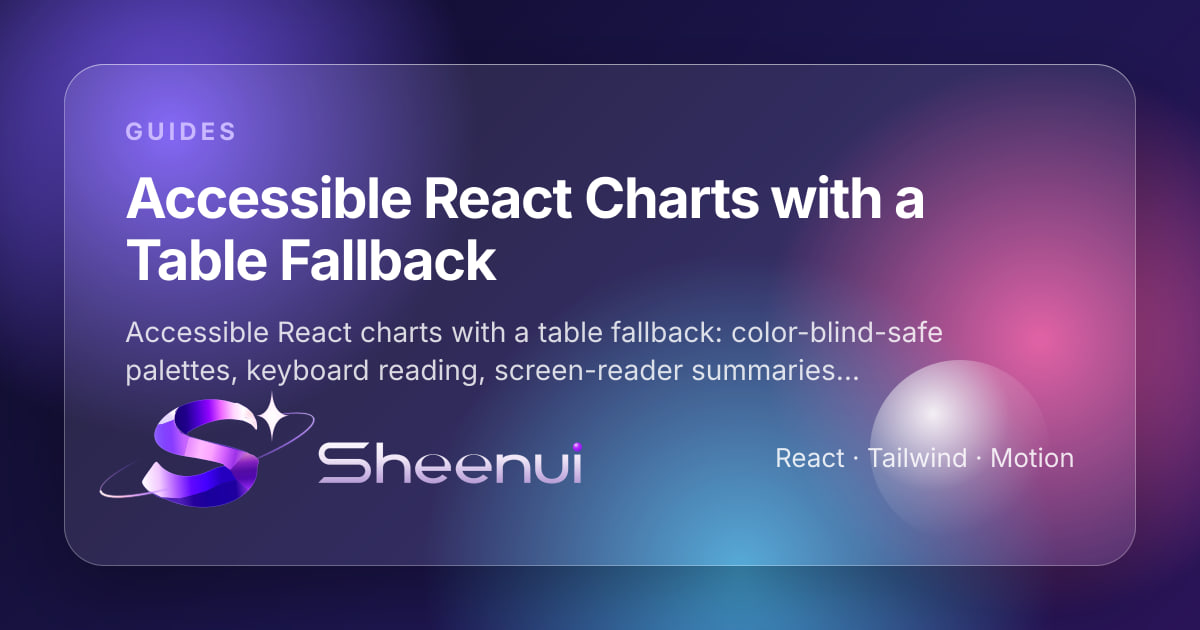 GUIDES
Accessible React Charts with a
Table Fallback
Accessible React charts with a table fallback: color-blind-safe
palettes, keyboard reading, screen-reader summaries...
Sheenui
React · Tailwind · Motion